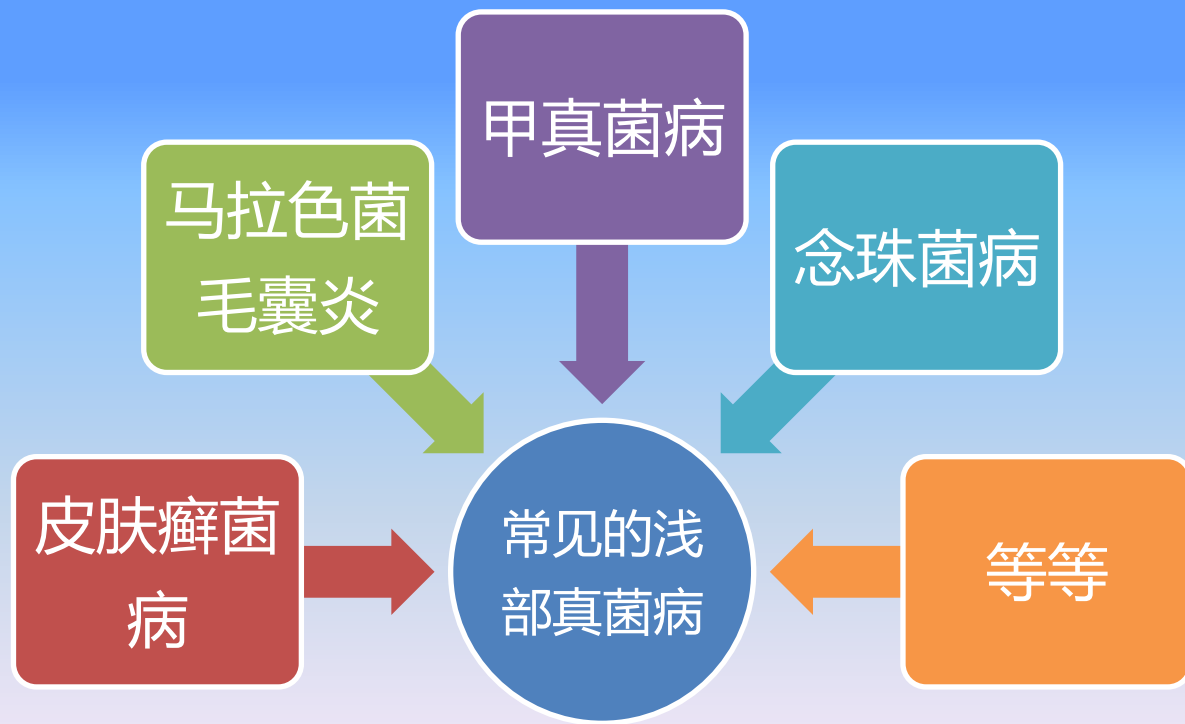 甲真菌病
马拉色菌
毛囊炎
念珠菌病
皮肤癣菌
病
常见的浅
部真菌病
等等